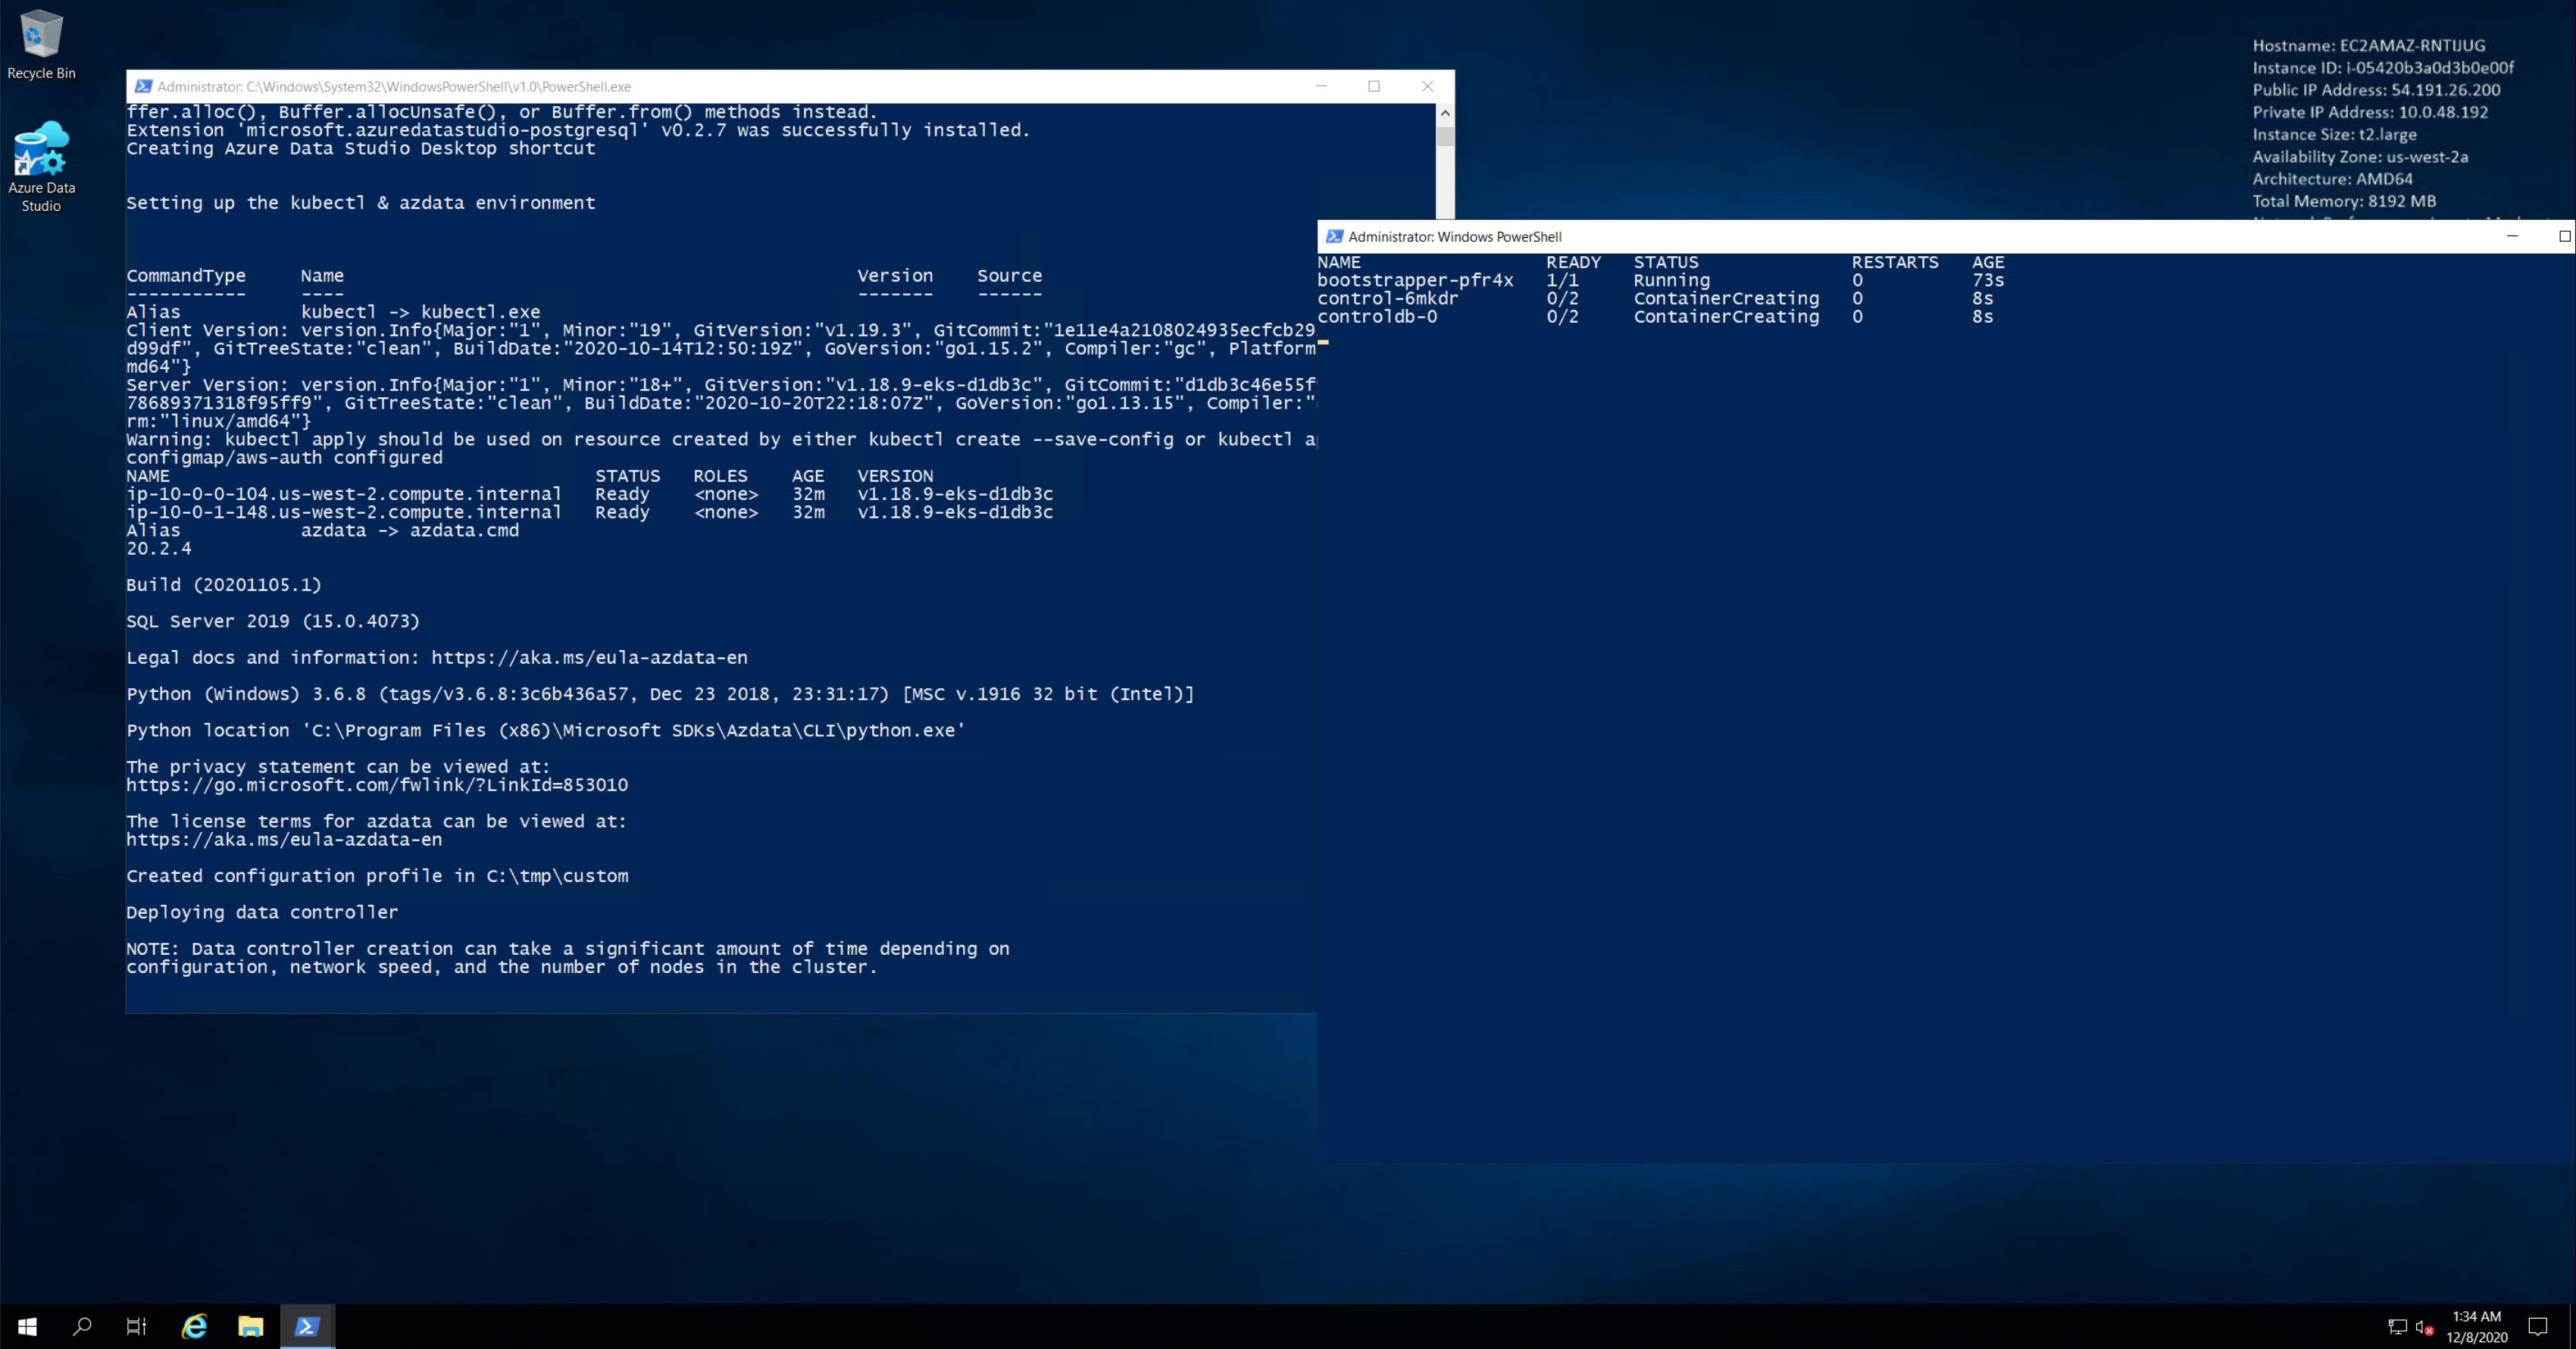 Recycle Bin
Azure Data
Studio
Hostname: EC2AMAZ-RNTIJUG
Instance ID: i-05420b3a0d3b0e00f
Public IP Address: 54.191.26.200
Private IP Address: 10.0.48.192
Instance Size: t2.large
Availability Zone: us-west-2a
Architecture: AMD64
Total Memory: 8192 MB
Administrator: C:\Windows\System32\WindowsPowerShell\v1.0\PowerShell.exe
ffer.alloc(), Buffer.allocUnsafe(), or Buffer.from() methods instead.
Extension 'microsoft.azuredatastudio-postgresql' v0.2.7 was successfully installed.
Creating Azure Data Studio Desktop shortcut
Setting up the kubectl & azdata environment
CommandType Name Version Source
----------- ---- ------- ------
Alias kubectl -> kubectl.exe
Client Version: version.Info{Major:"1", Minor:"19", GitVersion:"v1.19.3", GitCommit:"1e11e4a2108024935ecfcb29
d99df", GitTreeState:"clean", BuildDate:"2020-10-14T12:50:19Z", GoVersion:"go1.15.2", Compiler:"gc", Platform
md64"}
Server Version: version.Info{Major:"1", Minor:"18+", GitVersion:"v1.18.9-eks-d1db3c", GitCommit:"d1db3c46e55f
78689371318f95ff9", GitTreeState:"clean", BuildDate:"2020-10-20T22:18:07Z", GoVersion:"go1.13.15", Compiler:"
rm:"linux/amd64"}
Warning: kubectl apply should be used on resource created by either kubectl create --save-config or kubectl a
configmap/aws-auth configured
NAME STATUS ROLES AGE VERSION
ip-10-0-0-104.us-west-2.compute.internal Ready <none> 32m v1.18.9-eks-d1db3c
ip-10-0-1-148.us-west-2.compute.internal Ready <none> 32m v1.18.9-eks-d1db3c
Alias azdata -> azdata.cmd
20.2.4
Build (20201105.1)
SQL Server 2019 (15.0.4073)
Legal docs and information: https://aka.ms/eula-azdata-en
Python (Windows) 3.6.8 (tags/v3.6.8:3c6b436a57, Dec 23 2018, 23:31:17) [MSC v.1916 32 bit (Intel)]
Python location 'C:\Program Files (x86)\Microsoft SDKs\Azdata\CLI\python.exe'
The privacy statement can be viewed at:
https://go.microsoft.com/fwlink/?LinkId=853010
The license terms for azdata can be viewed at:
https://aka.ms/eula-azdata-en
Created configuration profile in C:\tmp\custom
Deploying data controller
NOTE: Data controller creation can take a significant amount of time depending on
configuration, network speed, and the number of nodes in the cluster.
Administrator: Windows PowerShell
NAME READY STATUS RESTARTS AGE
bootstrapper-pfr4x 1/1 Running 0 73s
control-6mkdr 0/2 ContainerCreating 0 8s
controldb-0 0/2 ContainerCreating 0 8s
1:34 AM
12/8/2020